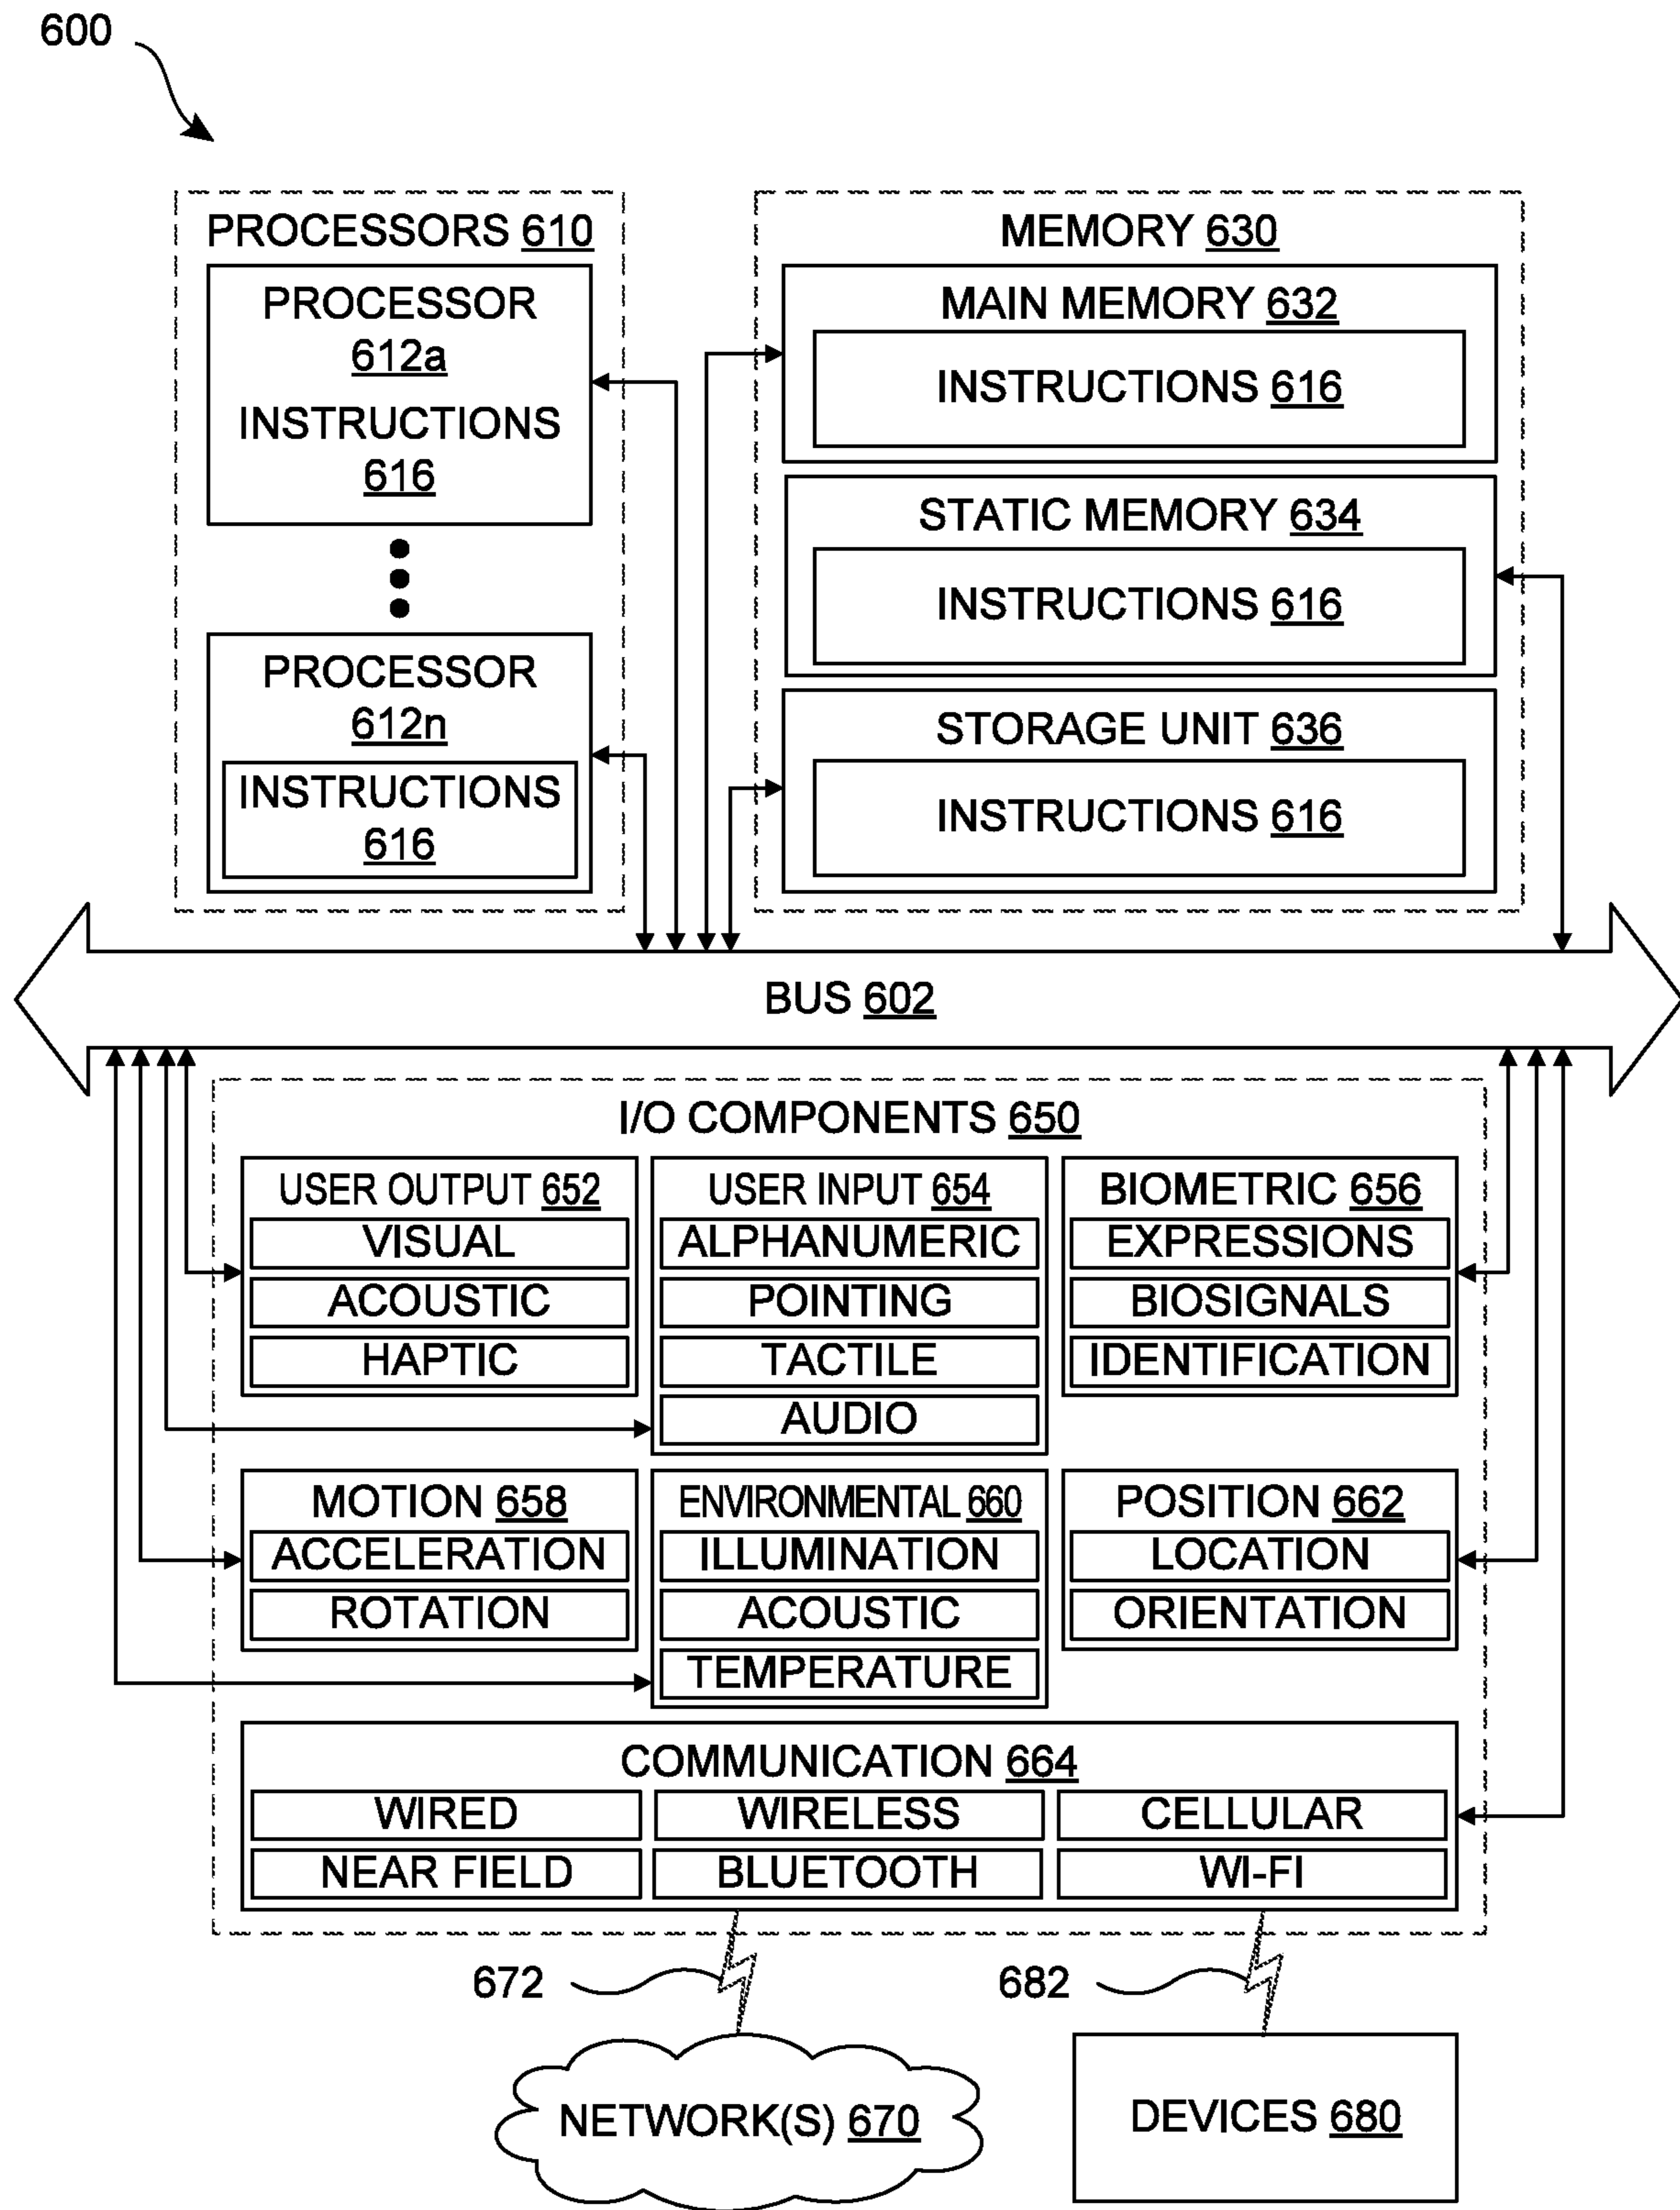 600
PROCESSORS 610
PROCESSOR
612a
INSTRUCTIONS
616
PROCESSOR
612n
INSTRUCTIONS
616
MEMORY 630
MAIN MEMORY 632
INSTRUCTIONS 616
STATIC MEMORY 634
INSTRUCTIONS 616
STORAGE UNIT 636
INSTRUCTIONS 616
BUS 602
I/O COMPONENTS 650
USER OUTPUT 652
VISUAL
ACOUSTIC
HAPTIC
USER INPUT 654
ALPHANUMERIC
POINTING
TACTILE
AUDIO
BIOMETRIC 656
EXPRESSIONS
BIOSIGNALS
IDENTIFICATION
MOTION 658
ACCELERATION
ROTATION
ENVIRONMENTAL 660
ILLUMINATION
ACOUSTIC
TEMPERATURE
POSITION 662
LOCATION
ORIENTATION
COMMUNICATION 664
WIRED
WIRELESS
CELLULAR
NEAR FIELD
BLUETOOTH
WI-FI
672
682
NETWORK(S) 670
DEVICES 680